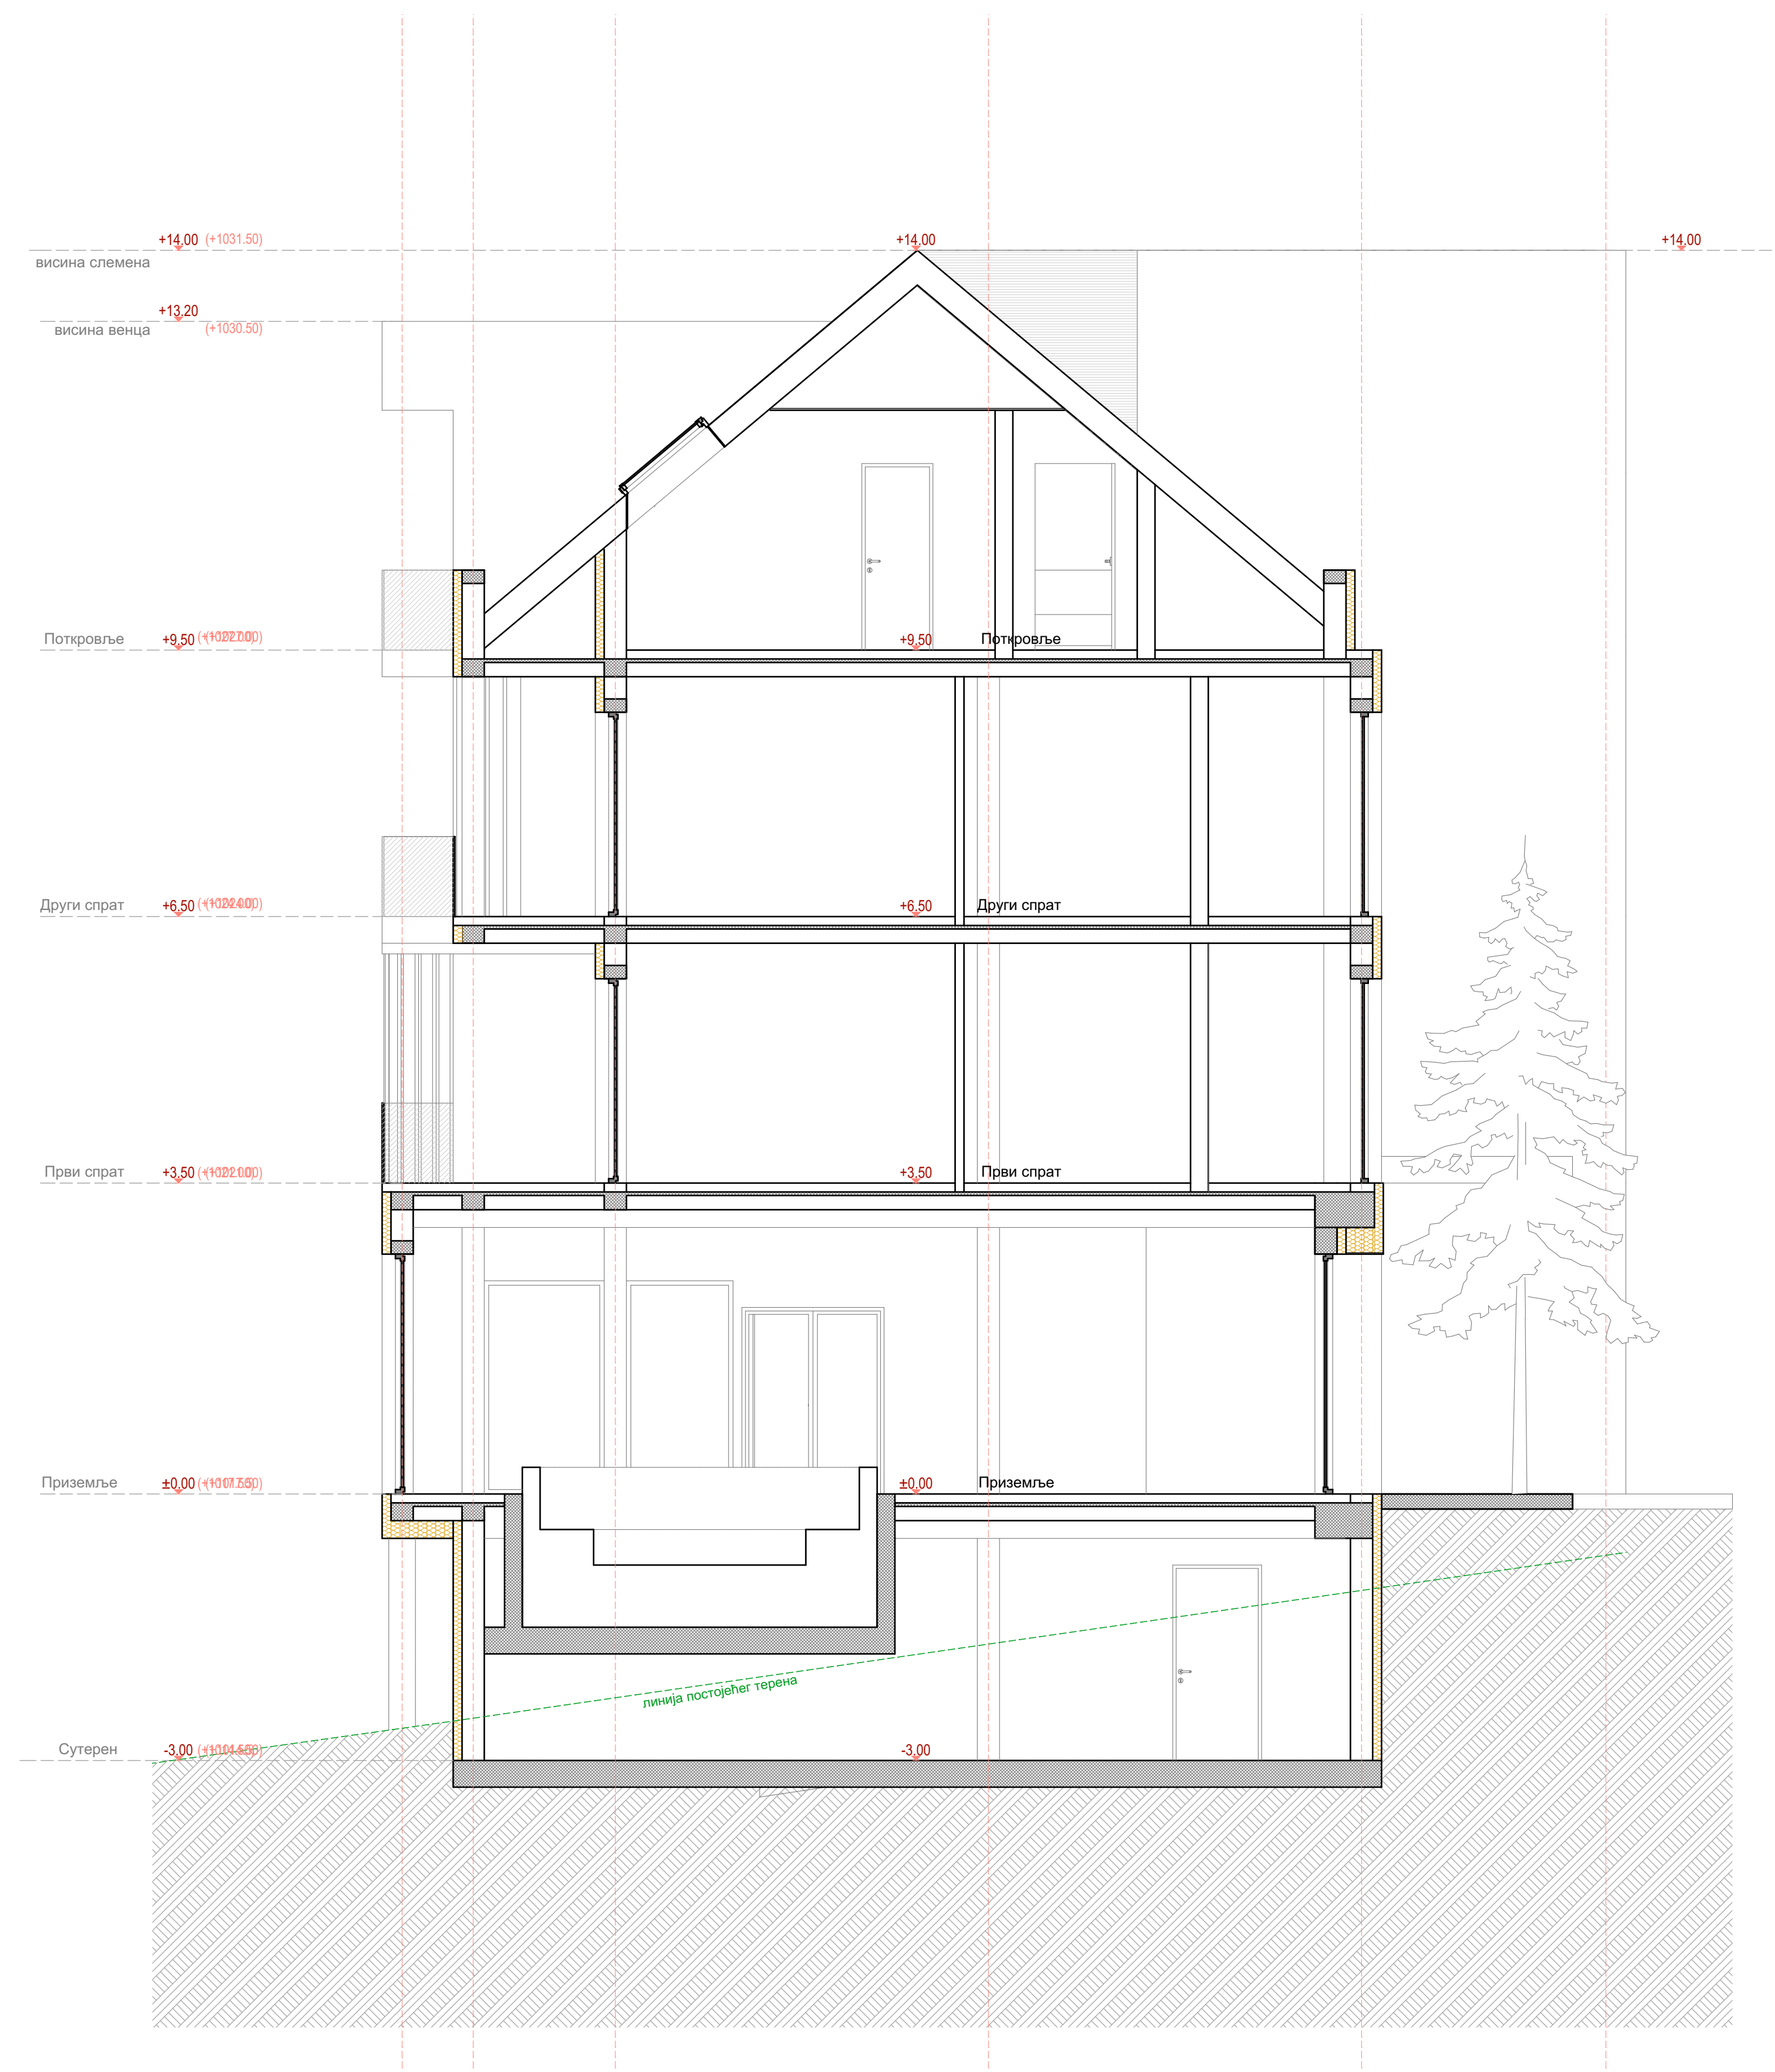 +14,00 (+1031.50) +14,00 +14,00
висина слемена
+13,20
висина венца (+1030.50)
Поткровље +9,50 +9,50 Поткровље
Други спрат +6,50 +6,50 Други спрат
Први спрат +3,50 +3,50 Први спрат
Приземље ±0,00 ±0,00 Приземље
линија постојећег терена
Сутерен -3,00 -3,00